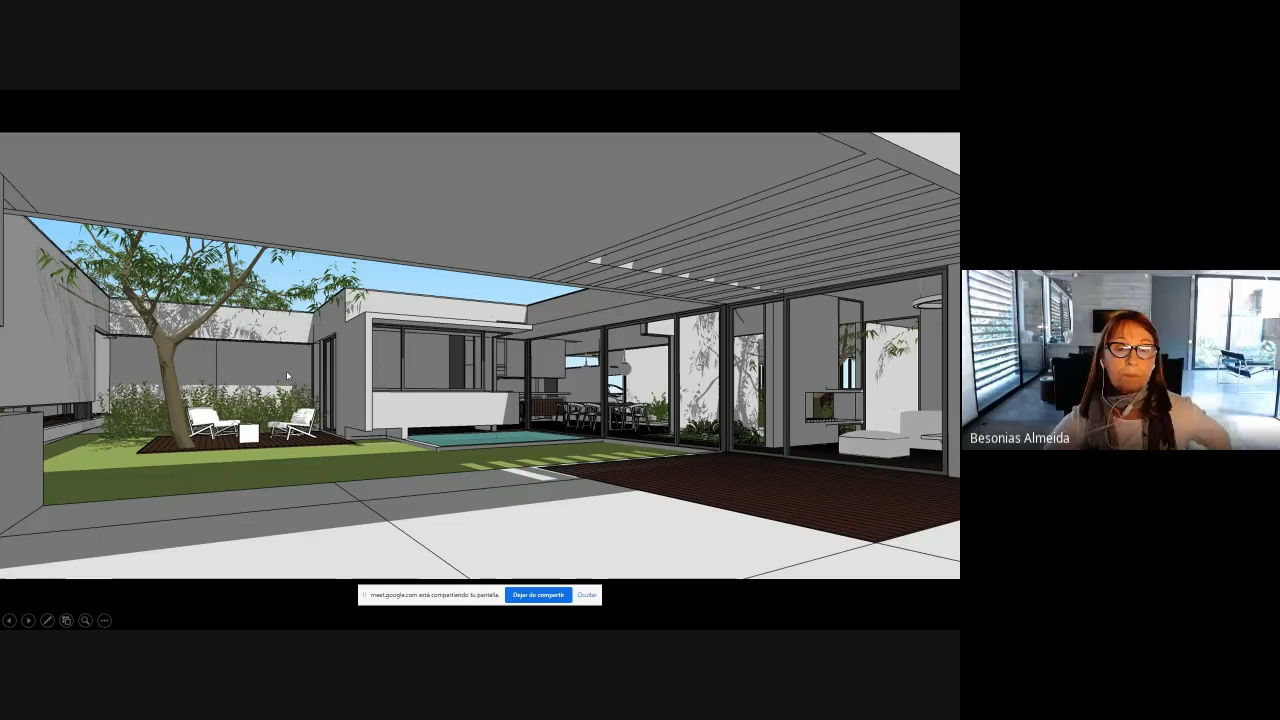 Besonias Almeida
meet.google.com está compartiendo tu pantalla.
Dejar de compartir
Ocultar